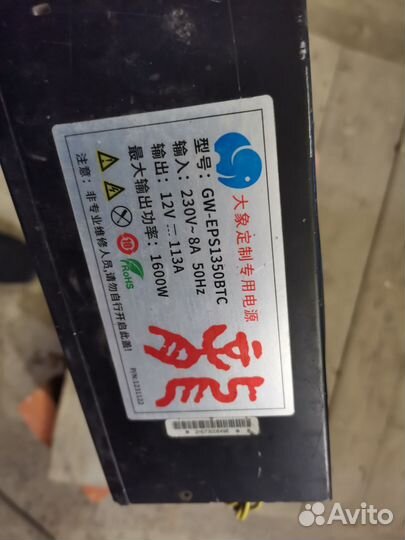 大象定制专用电源
型号: GW-EPS1350BTC
输入: 230V~8A 50Hz
输出: 12V⎓113A
最大输出功率: 1600W
10
RoHS
注意: 非专业维修人员,请勿自行开启此盖!
P/N:1231132
Avito